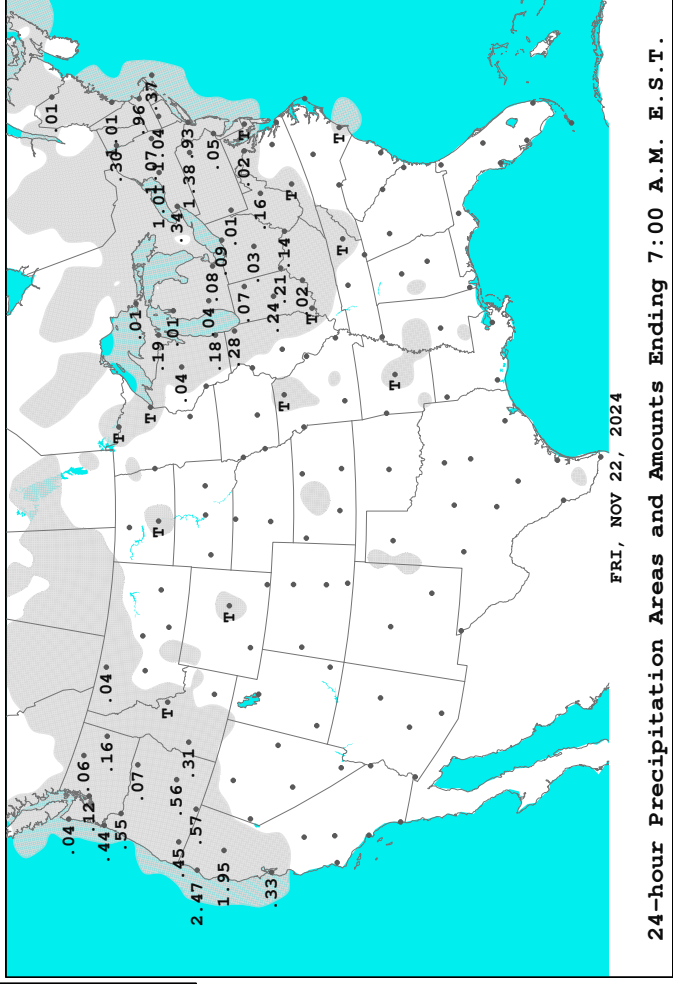 .01
.04
.06
.12
.44 .16 .04
.01
T .30
.55
.01
.07
.96
T .07 .37
T .19 1.01 1.04
T
.01
.56 .34
.45 .04
.31 1.38 .93
2.47 .57
.04
.08 .05
.18
1.95 .09
T .01
.28
.07 .02 T
.03
.16
.33 .24
.21
T .14
T
.02
T
T
T
T
FRI, NOV 22, 2024
24-hour Precipitation Areas and Amounts Ending 7:00 A.M. E.S.T.